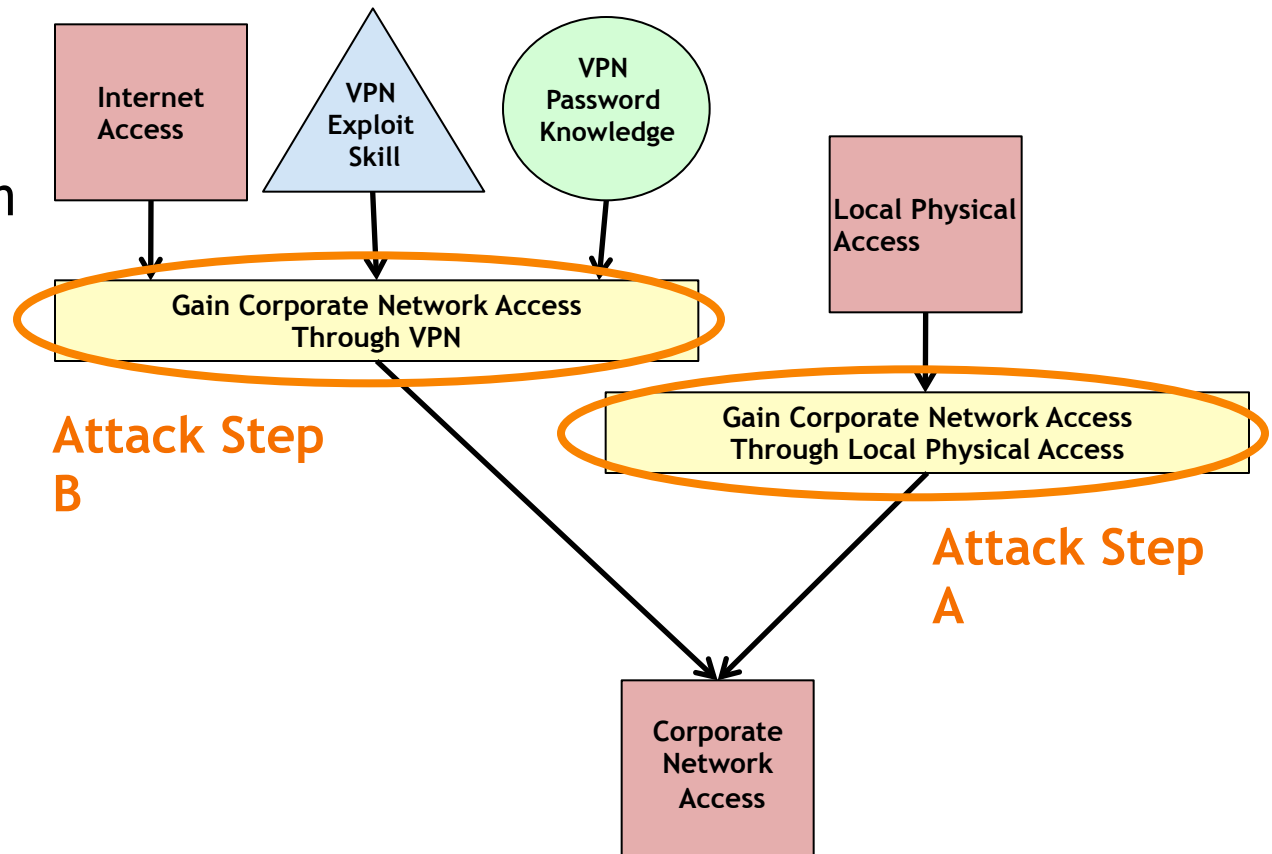 Internet
Access
VPN
Exploit
Skill
VPN
Password
Knowledge
Local Physical
Access
Gain Corporate Network Access
Through VPN
Gain Corporate Network Access
Through Local Physical Access
Attack Step
B
Attack Step
A
Corporate
Network
Access